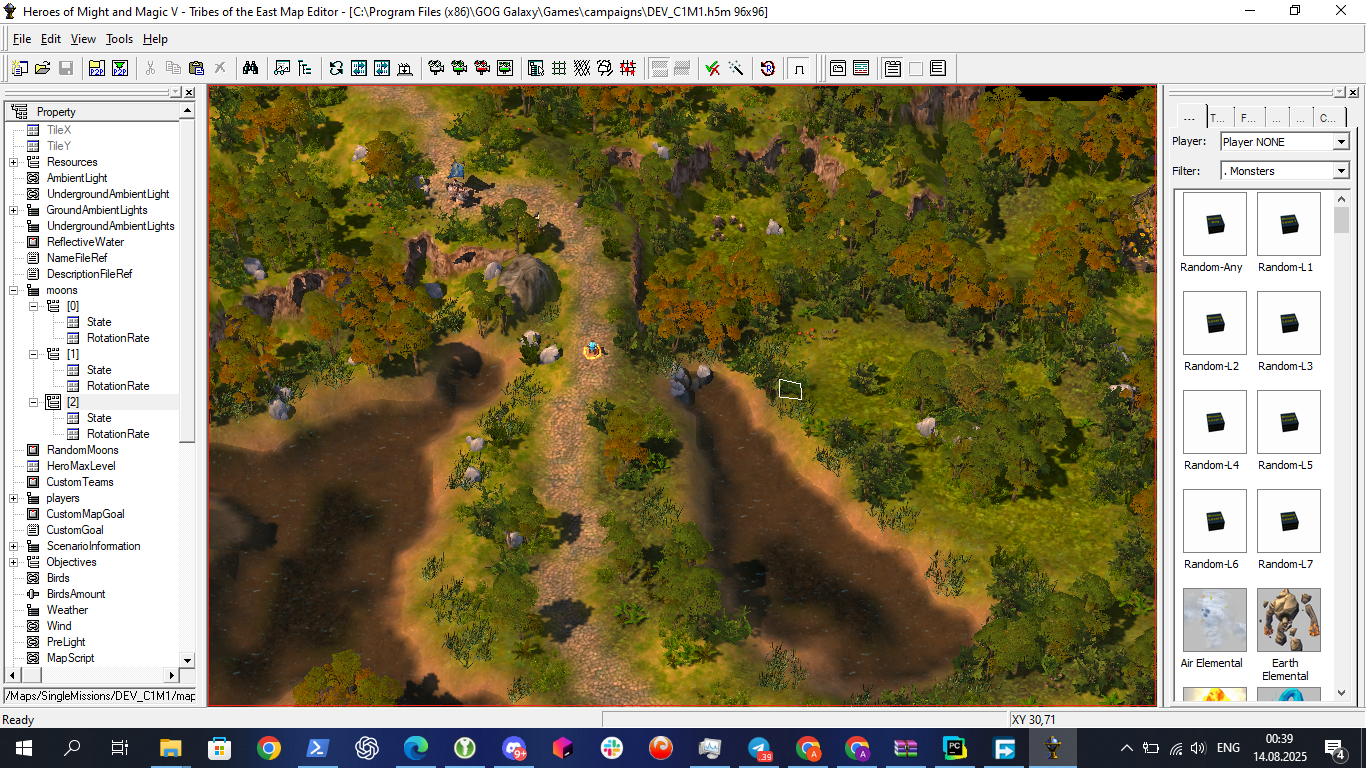 Heroes of Might and Magic V - Tribes of the East Map Editor - [C:\Program Files (x86)\GOG Galaxy\Games\campaigns\DEV_C1M1.h5m 96x96]
File Edit View Tools Help
P2P P2P
Property
TileX
TileY
Resources
AmbientLight
UndergroundAmbientLight
GroundAmbientLights
UndergroundAmbientLights
ReflectiveWater
NameFileRef
DescriptionFileRef
moons
[0]
State
RotationRate
[1]
State
RotationRate
[2]
State
RotationRate
RandomMoons
HeroMaxLevel
CustomTeams
players
CustomMapGoal
CustomGoal
ScenarioInformation
Objectives
Birds
BirdsAmount
Weather
Wind
PreLight
MapScript
/Maps/SingleMissions/DEV_C1M1/map
--- T... F... ... ... C...
Player: Player NONE
Filter: . Monsters
Random-Any Random-L1
Random-L2 Random-L3
Random-L4 Random-L5
Random-L6 Random-L7
Air Elemental Earth
Elemental
Ready XY 30,71
9+ 39 A A PC ENG 00:39
14.08.2025 4